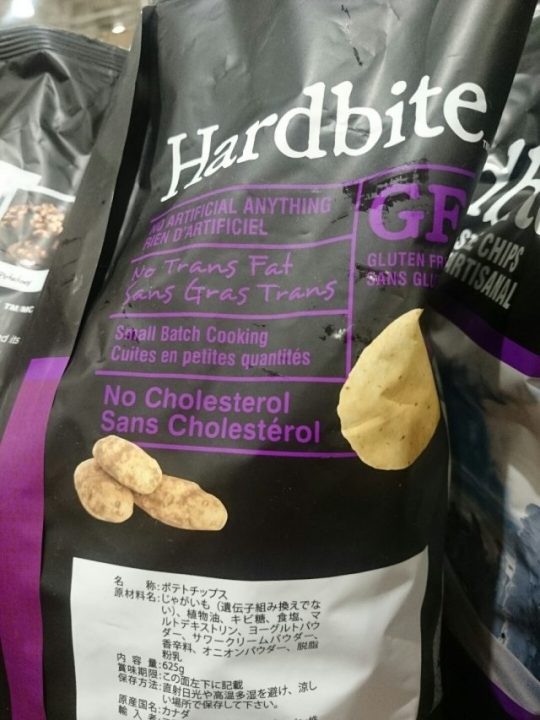 Hardbite
NO ARTIFICIAL ANYTHING
RIEN D'ARTIFICIEL
No Trans Fat
Sans Gras Trans
Small Batch Cooking
Cuites en petites quantités
No Cholesterol
Sans Cholestérol
GF
GLUTEN FR
SANS GLU
CHIPS
ARTISANAL
TM/MC
名 称:ポテトチップス
原材料名:じゃがいも(遺伝子組み換えでな
い)、植物油、キビ糖、食塩、マ
ルトデキストリン、ヨーグルトパウ
ダー、サワークリームパウダー、
香辛料、オニオンパウダー、脱脂
粉乳
内 容 量:625g
賞味期限:この面左下に記載
保存方法:直射日光や高温多湿を避け、涼し
い場所で保存して下さい。
原産国名:カナダ
輸 入 者: